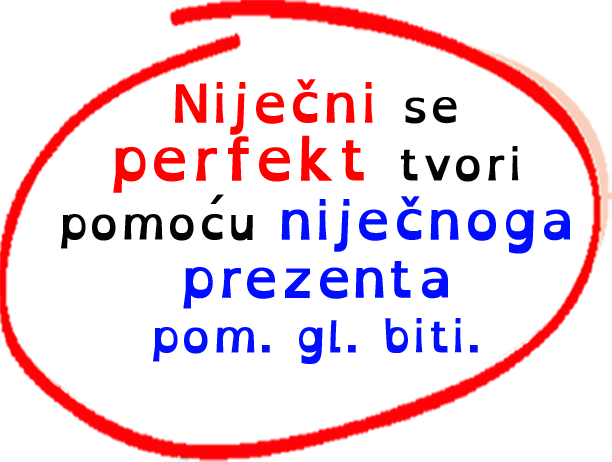 Niječni se
perfekt tvori
pomoću niječnoga
prezenta
pom. gl. biti.